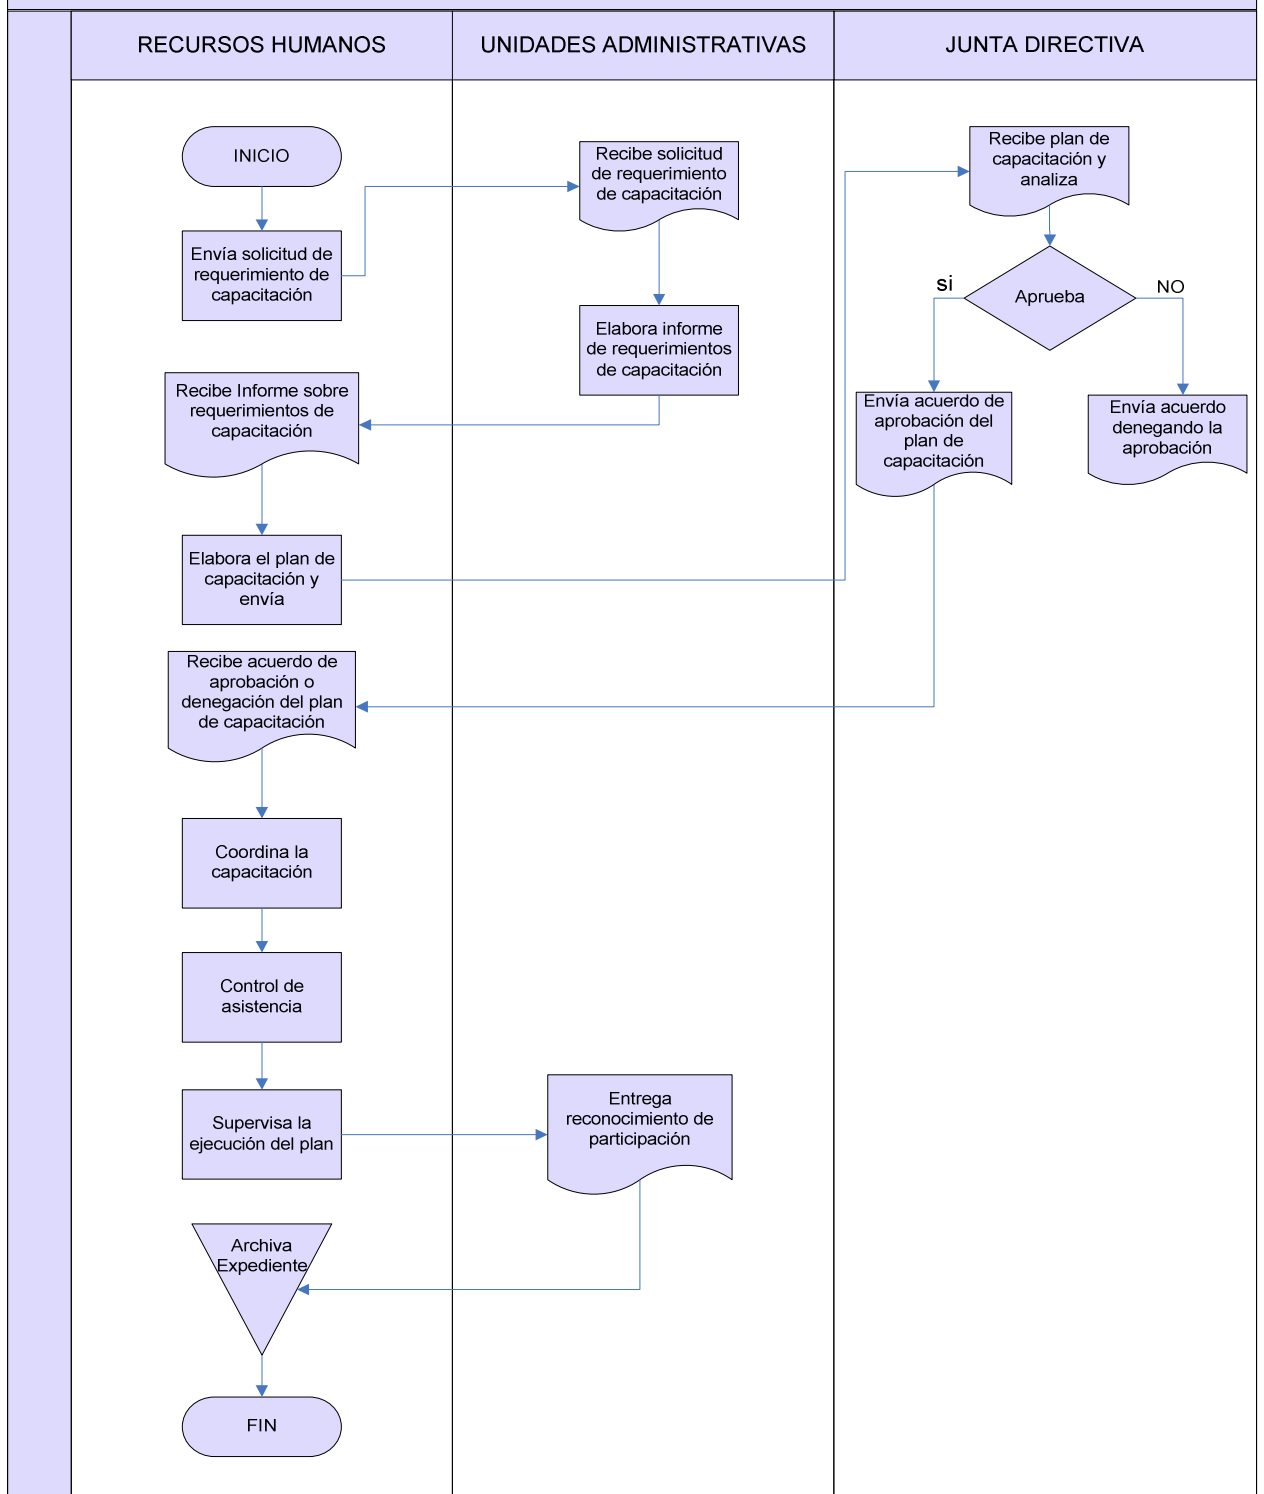 RECURSOS HUMANOS
UNIDADES ADMINISTRATIVAS
JUNTA DIRECTIVA
INICIO
Envía solicitud de
requerimiento de
capacitación
Recibe solicitud
de requerimiento
de capacitación
Elabora informe
de requerimientos
de capacitación
Recibe Informe sobre
requerimientos de
capacitación
Elabora el plan de
capacitación y
envía
Recibe plan de
capacitación y
analiza
Aprueba
si
NO
Envía acuerdo de
aprobación del
plan de
capacitación
Envía acuerdo
denegando la
aprobación
Recibe acuerdo de
aprobación o
denegación del plan
de capacitación
Coordina la
capacitación
Control de
asistencia
Supervisa la
ejecución del plan
Entrega
reconocimiento de
participación
Archiva
Expediente
FIN